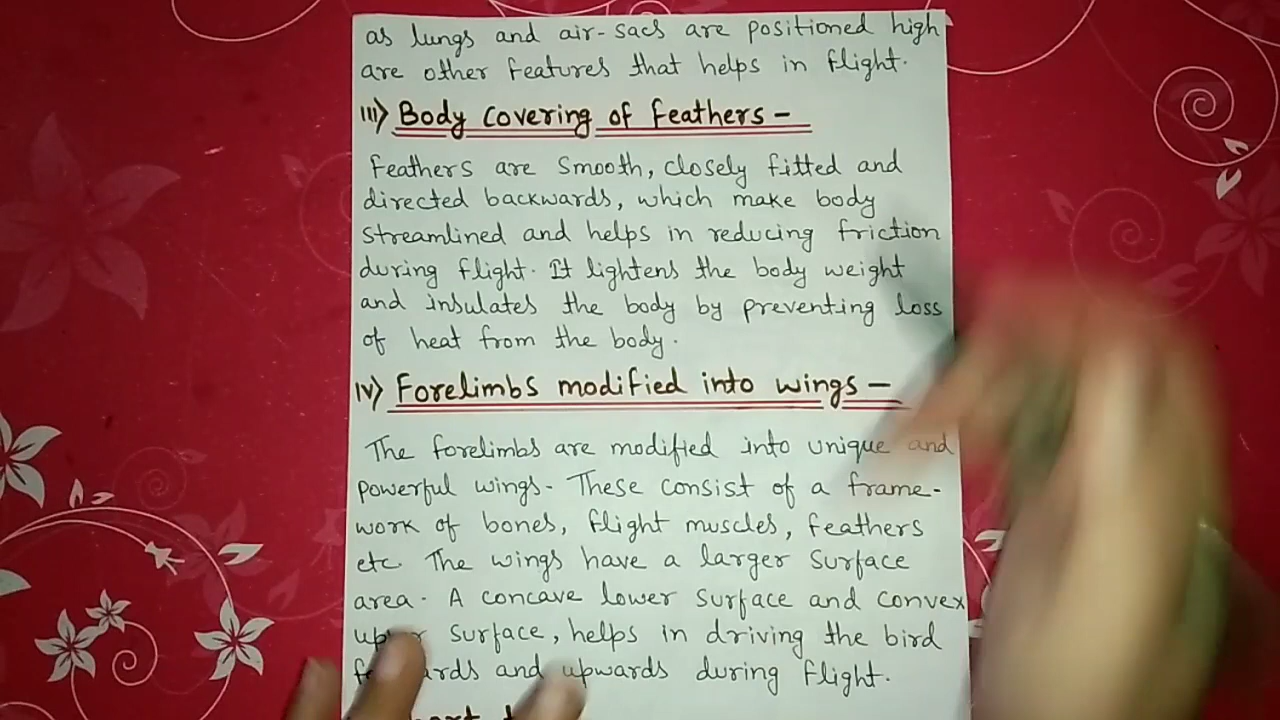 as lungs and air-sacs are positioned high
are other features that helps in flight.
III) Body covering of feathers -
Feathers are smooth, closely fitted and
directed backwards, which make body
streamlined and helps in reducing friction
during flight. It lightens the body weight
and insulates the body by preventing loss
of heat from the body.
IV) Forelimbs modified into wings -
The forelimbs are modified into unique and
powerful wings- These consist of a frame-
work of bones, flight muscles, feathers
etc. The wings have a larger surface
area. A concave lower surface and convex
surface, helps in driving the bird
and upwards during flight.